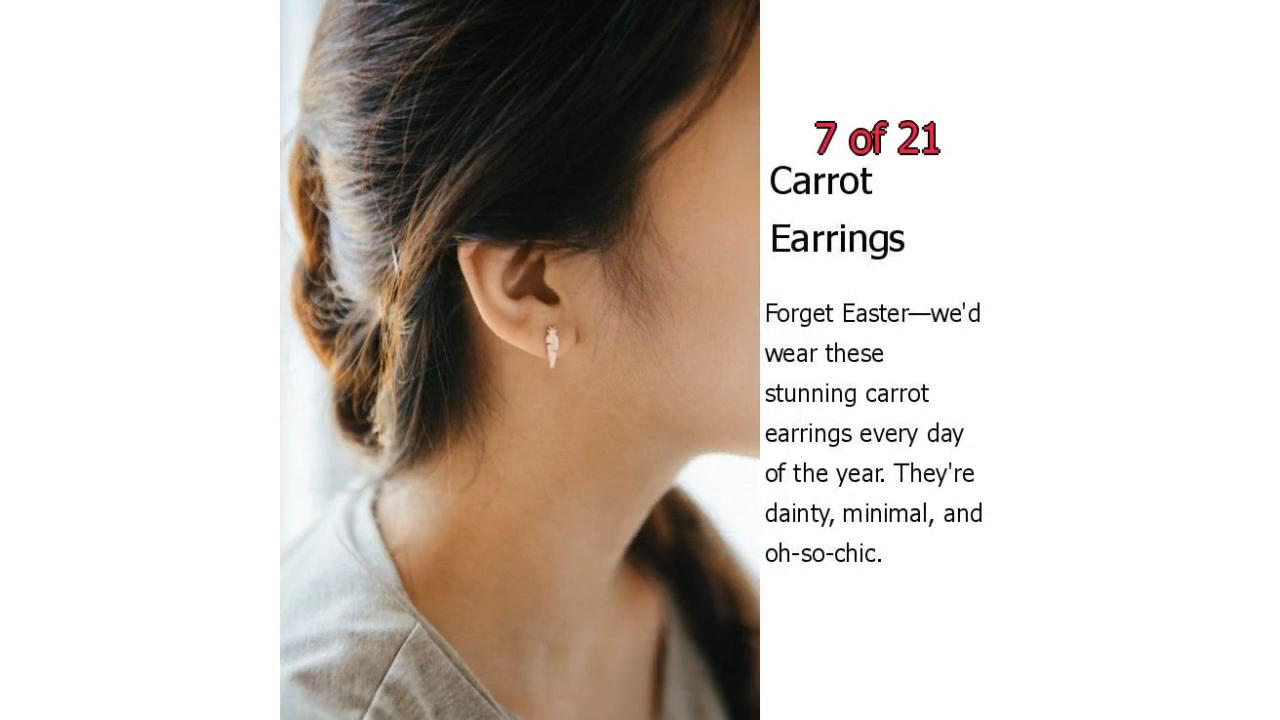 7 of 21
Carrot
Earrings
Forget Easter—we'd
wear these
stunning carrot
earrings every day
of the year. They're
dainty, minimal, and
oh-so-chic.